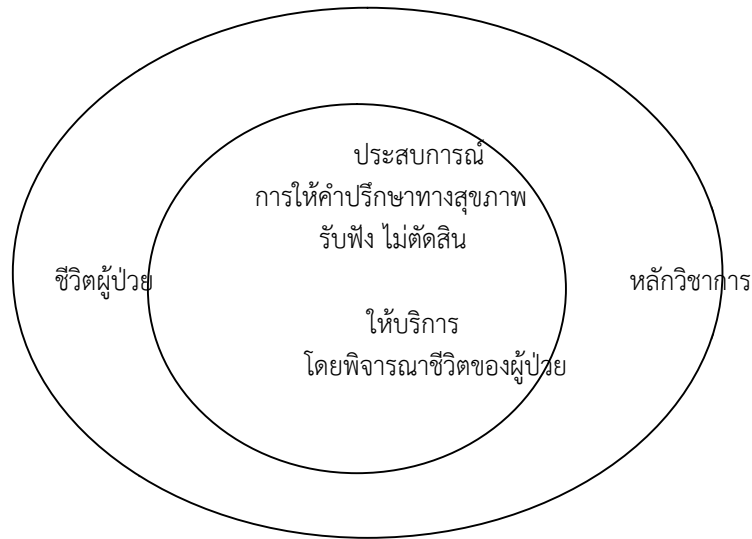 ประสบการณ์
การให้คำปรึกษาทางสุขภาพ
รับฟัง ไม่ตัดสิน
ชีวิตผู้ป่วย
หลักวิชาการ
ให้บริการ
โดยพิจารณาชีวิตของผู้ป่วย